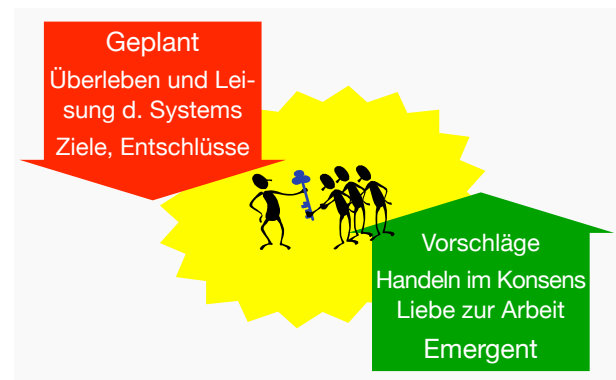 Geplant
Überleben und Lei-
sung d. Systems
Ziele, Entschlüsse
Vorschläge
Handeln im Konsens
Liebe zur Arbeit
Emergent